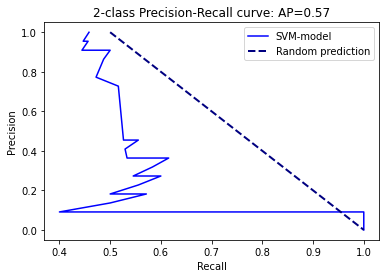 2-class Precision-Recall curve: AP=0.57
SVM-model
Random prediction
Precision
1.0
0.8
0.6
0.4
0.2
0.0
0.4 0.5 0.6 0.7 0.8 0.9 1.0
Recall